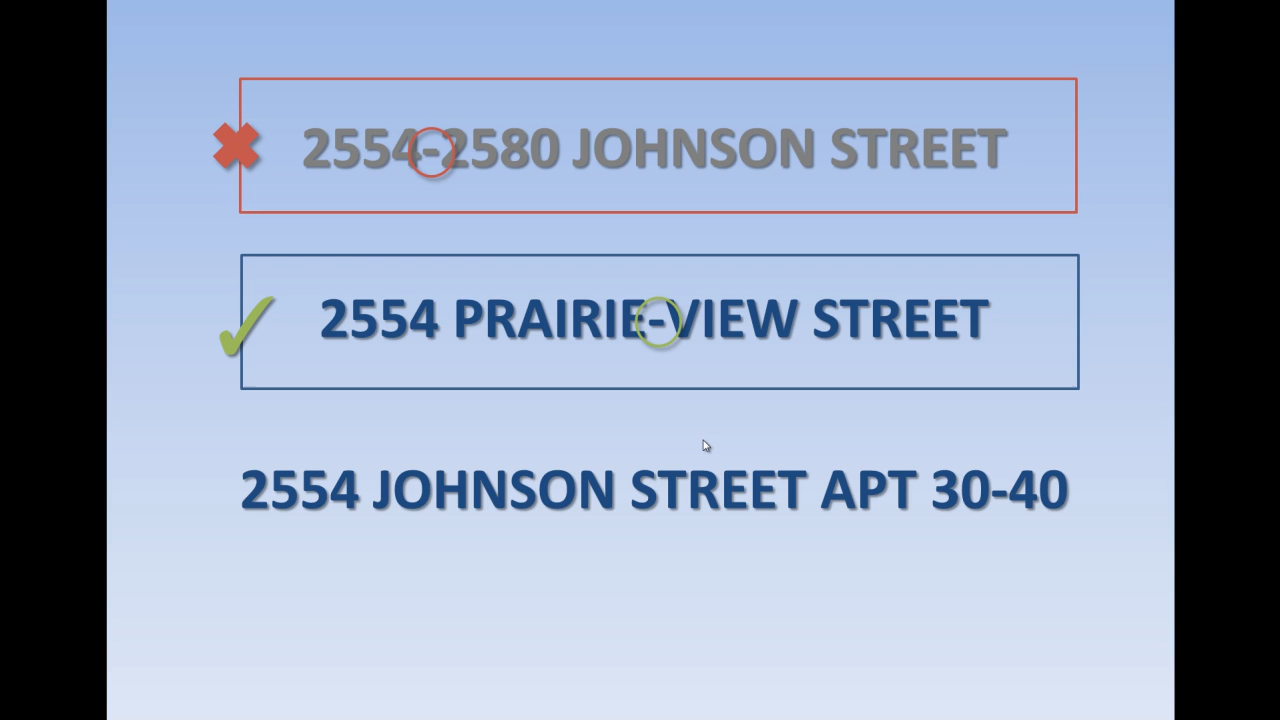 2554-2580 JOHNSON STREET
2554 PRAIRIE-VIEW STREET
2554 JOHNSON STREET APT 30-40